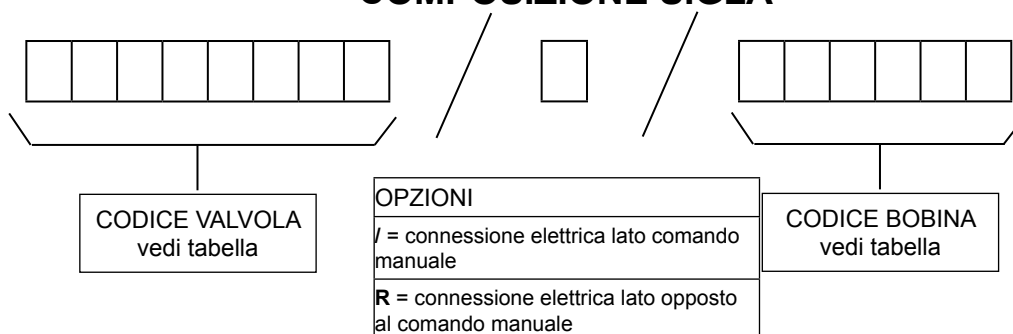 CODICE VALVOLA
vedi tabella
OPZIONI
/ = connessione elettrica lato comando
manuale
R = connessione elettrica lato opposto
al comando manuale
CODICE BOBINA
vedi tabella